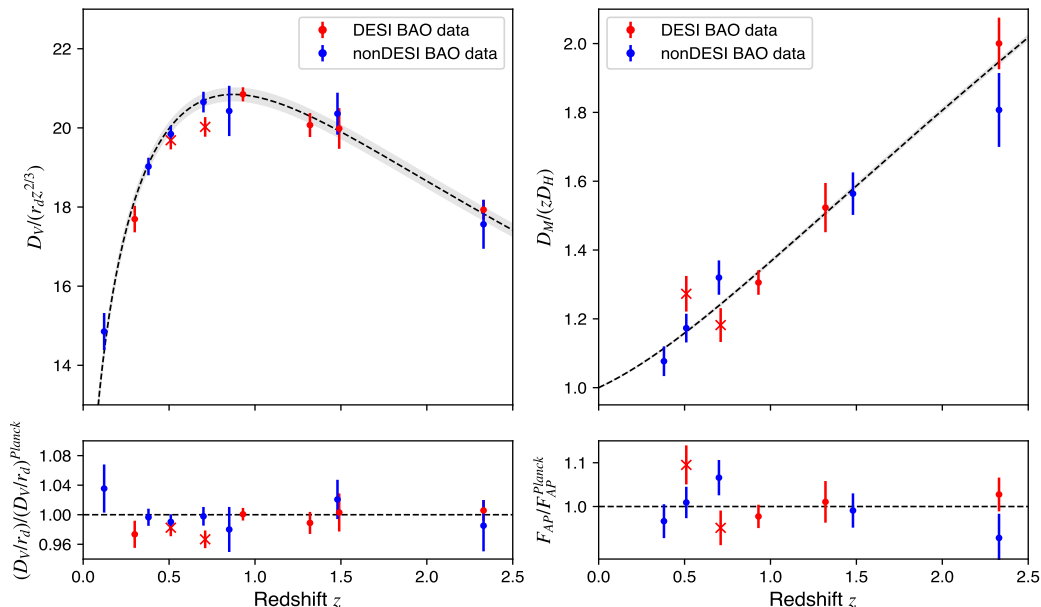 DESI BAO data
nonDESI BAO data
22
20
18
16
14
D_V/(r_d z^{2/3})
DESI BAO data
nonDESI BAO data
2.0
1.8
1.6
1.4
1.2
1.0
D_M/(zD_H)
1.08
1.04
1.00
0.96
(D_V/r_d)/(D_V/r_d)^{Planck}
0.0 0.5 1.0 1.5 2.0 2.5
Redshift z
1.1
1.0
F_{AP}/F_{AP}^{Planck}
0.0 0.5 1.0 1.5 2.0 2.5
Redshift z